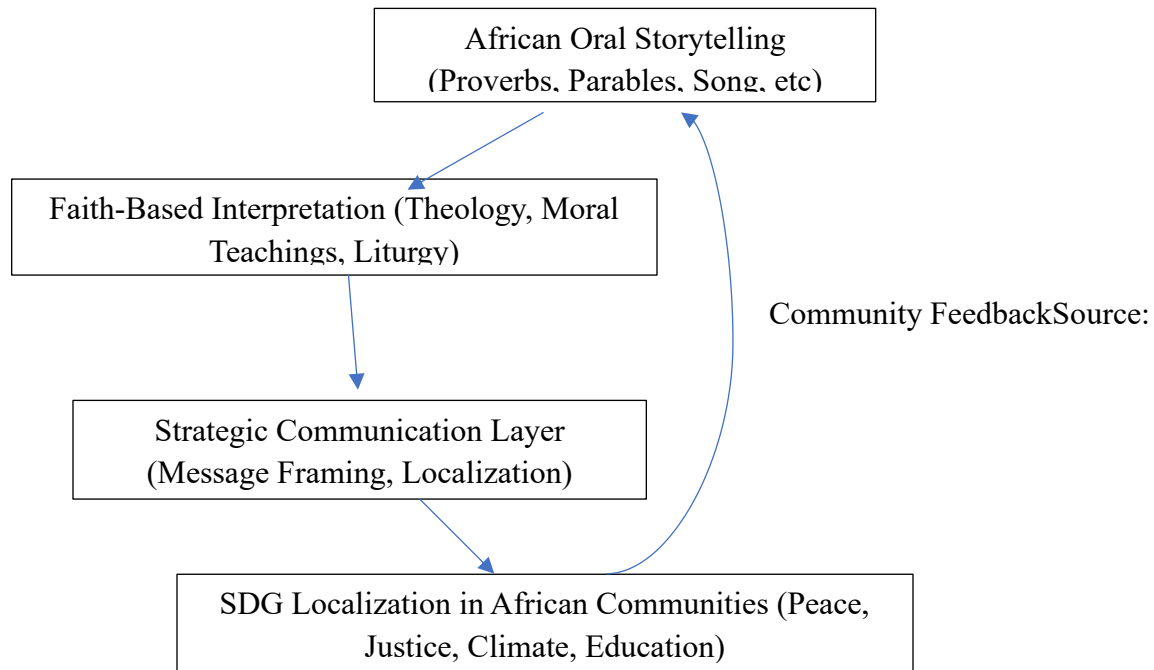 African Oral Storytelling
(Proverbs, Parables, Song, etc)
Faith-Based Interpretation (Theology, Moral
Teachings, Liturgy)
Community FeedbackSource:
Strategic Communication Layer
(Message Framing, Localization)
SDG Localization in African Communities (Peace,
Justice, Climate, Education)